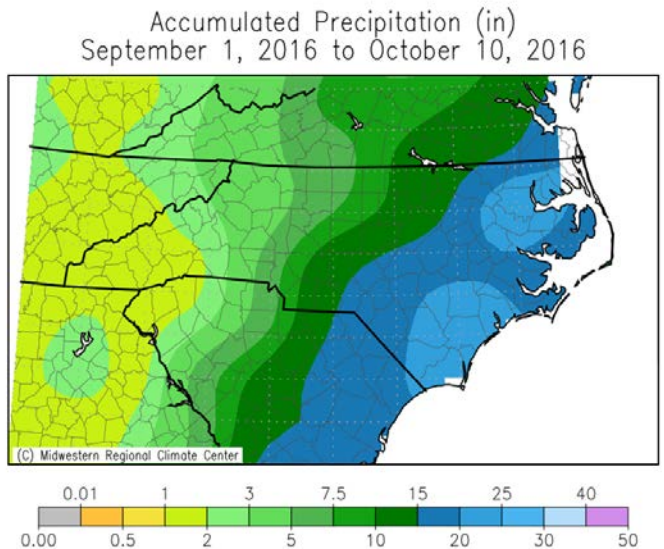 Accumulated Precipitation (in)
September 1, 2016 to October 10, 2016
(C) Midwestern Regional Climate Center
0.01 1 3 7.5 15 25 40
0.00 0.5 2 5 10 20 30 50